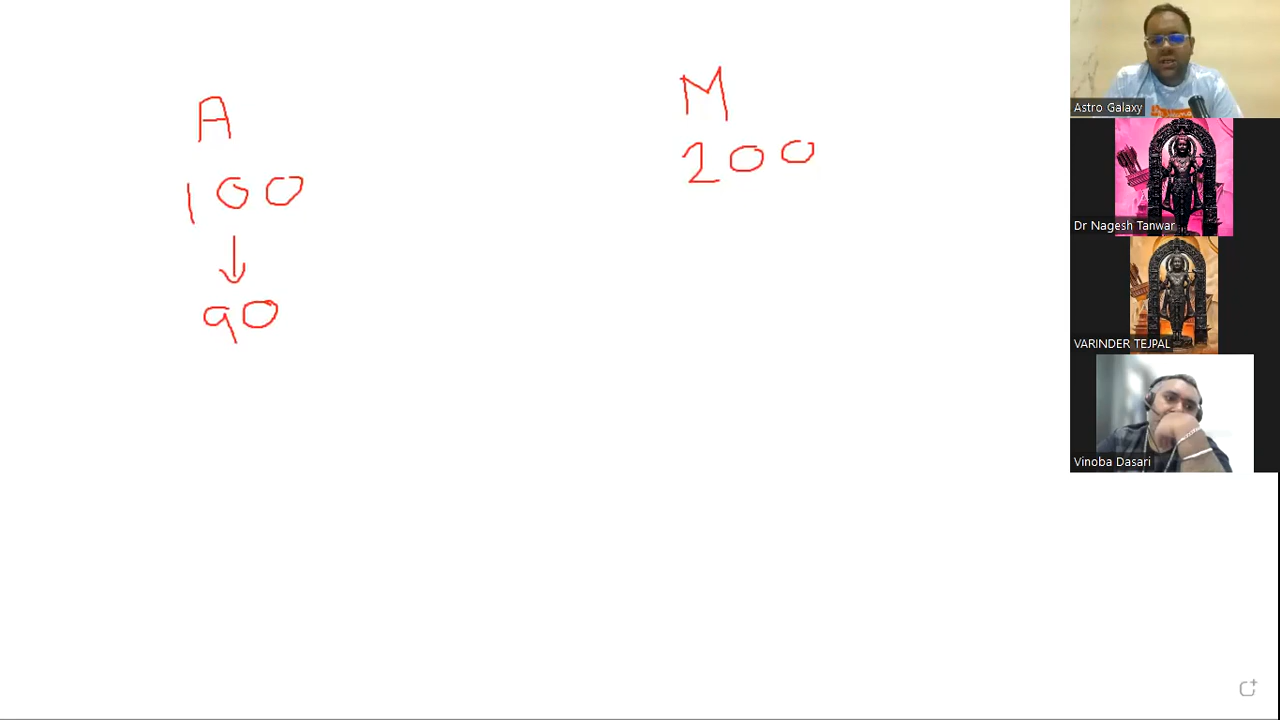 A
100
↓
90
M
200
Astro Galaxy
Dr Nagesh Tanwar
VARINDER TEJPAL
Vinoba Dasari